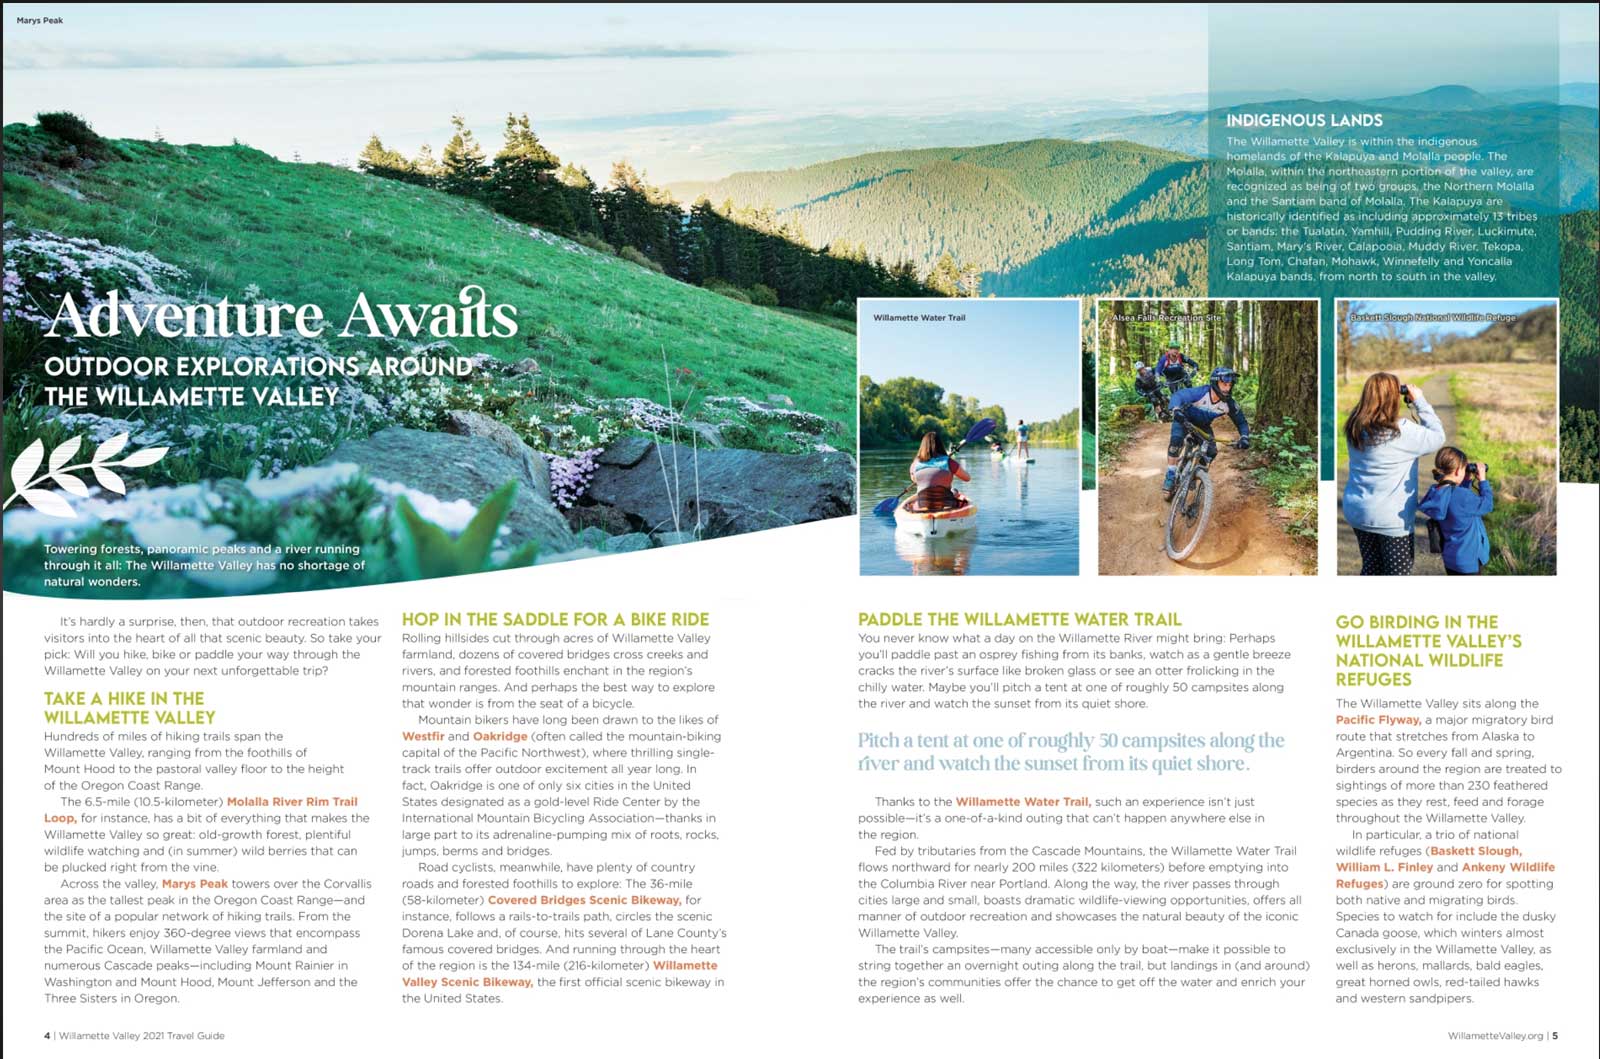 Marys Peak
Adventure Awaits
OUTDOOR EXPLORATIONS AROUND
THE WILLAMETTE VALLEY
Towering forests, panoramic peaks and a river running
through it all: The Willamette Valley has no shortage of
natural wonders.
It's hardly a surprise, then, that outdoor recreation takes
visitors into the heart of all that scenic beauty. So take your
pick: Will you hike, bike or paddle your way through the
Willamette Valley on your next unforgettable trip?
TAKE A HIKE IN THE
WILLAMETTE VALLEY
Hundreds of miles of hiking trails span the
Willamette Valley, ranging from the foothills of
Mount Hood to the pastoral valley floor to the height
of the Oregon Coast Range.
The 6.5-mile (10.5-kilometer) Molalla River Rim Trail
Loop, for instance, has a bit of everything that makes the
Willamette Valley so great: old-growth forest, plentiful
wildlife watching and (in summer) wild berries that can
be plucked right from the vine.
Across the valley, Marys Peak towers over the Corvallis
area as the tallest peak in the Oregon Coast Range—and
the site of a popular network of hiking trails. From the
summit, hikers enjoy 360-degree views that encompass
the Pacific Ocean, Willamette Valley farmland and
numerous Cascade peaks—including Mount Rainier in
Washington and Mount Hood, Mount Jefferson and the
Three Sisters in Oregon.
HOP IN THE SADDLE FOR A BIKE RIDE
Rolling hillsides cut through acres of Willamette Valley
farmland, dozens of covered bridges cross creeks and
rivers, and forested foothills enchant in the region's
mountain ranges. And perhaps the best way to explore
that wonder is from the seat of a bicycle.
Mountain bikers have long been drawn to the likes of
Westfir and Oakridge (often called the mountain-biking
capital of the Pacific Northwest), where thrilling single-
track trails offer outdoor excitement all year long. In
fact, Oakridge is one of only six cities in the United
States designated as a gold-level Ride Center by the
International Mountain Bicycling Association—thanks in
large part to its adrenaline-pumping mix of roots, rocks,
jumps, berms and bridges.
Road cyclists, meanwhile, have plenty of country
roads and forested foothills to explore: The 36-mile
(58-kilometer) Covered Bridges Scenic Bikeway, for
instance, follows a rails-to-trails path, circles the scenic
Dorena Lake and, of course, hits several of Lane County's
famous covered bridges. And running through the heart
of the region is the 134-mile (216-kilometer) Willamette
Valley Scenic Bikeway, the first official scenic bikeway in
the United States.
4 | Willamette Valley 2021 Travel Guide
INDIGENOUS LANDS
The Willamette Valley is within the indigenous
homelands of the Kalapuya and Molalla people. The
Molalla, within the northeastern portion of the valley, are
recognized as being of two groups, the Northern Molalla
and the Santiam band of Molalla. The Kalapuya are
historically identified as including approximately 13 tribes
or bands: the Tualatin, Yamhill, Pudding River, Luckimute,
Santiam, Mary's River, Calapooia, Muddy River, Tekopa,
Long Tom, Chafan, Mohawk, Winnefelly and Yoncalla
Kalapuya bands, from north to south in the valley.
Willamette Water Trail
Alsea Falls Recreation Site
Baskett Slough National Wildlife Refuge
PADDLE THE WILLAMETTE WATER TRAIL
You never know what a day on the Willamette River might bring: Perhaps
you'll paddle past an osprey fishing from its banks, watch as a gentle breeze
cracks the river's surface like broken glass or see an otter frolicking in the
chilly water. Maybe you'll pitch a tent at one of roughly 50 campsites along
the river and watch the sunset from its quiet shore.
Pitch a tent at one of roughly 50 campsites along the
river and watch the sunset from its quiet shore.
Thanks to the Willamette Water Trail, such an experience isn't just
possible—it's a one-of-a-kind outing that can't happen anywhere else in
the region.
Fed by tributaries from the Cascade Mountains, the Willamette Water Trail
flows northward for nearly 200 miles (322 kilometers) before emptying into
the Columbia River near Portland. Along the way, the river passes through
cities large and small, boasts dramatic wildlife-viewing opportunities, offers all
manner of outdoor recreation and showcases the natural beauty of the iconic
Willamette Valley.
The trail's campsites—many accessible only by boat—make it possible to
string together an overnight outing along the trail, but landings in (and around)
the region's communities offer the chance to get off the water and enrich your
experience as well.
GO BIRDING IN THE
WILLAMETTE VALLEY'S
NATIONAL WILDLIFE
REFUGES
The Willamette Valley sits along the
Pacific Flyway, a major migratory bird
route that stretches from Alaska to
Argentina. So every fall and spring,
birders around the region are treated to
sightings of more than 230 feathered
species as they rest, feed and forage
throughout the Willamette Valley.
In particular, a trio of national
wildlife refuges (Baskett Slough,
William L. Finley and Ankeny Wildlife
Refuges) are ground zero for spotting
both native and migrating birds.
Species to watch for include the dusky
Canada goose, which winters almost
exclusively in the Willamette Valley, as
well as herons, mallards, bald eagles,
great horned owls, red-tailed hawks
and western sandpipers.
WillametteValley.org | 5